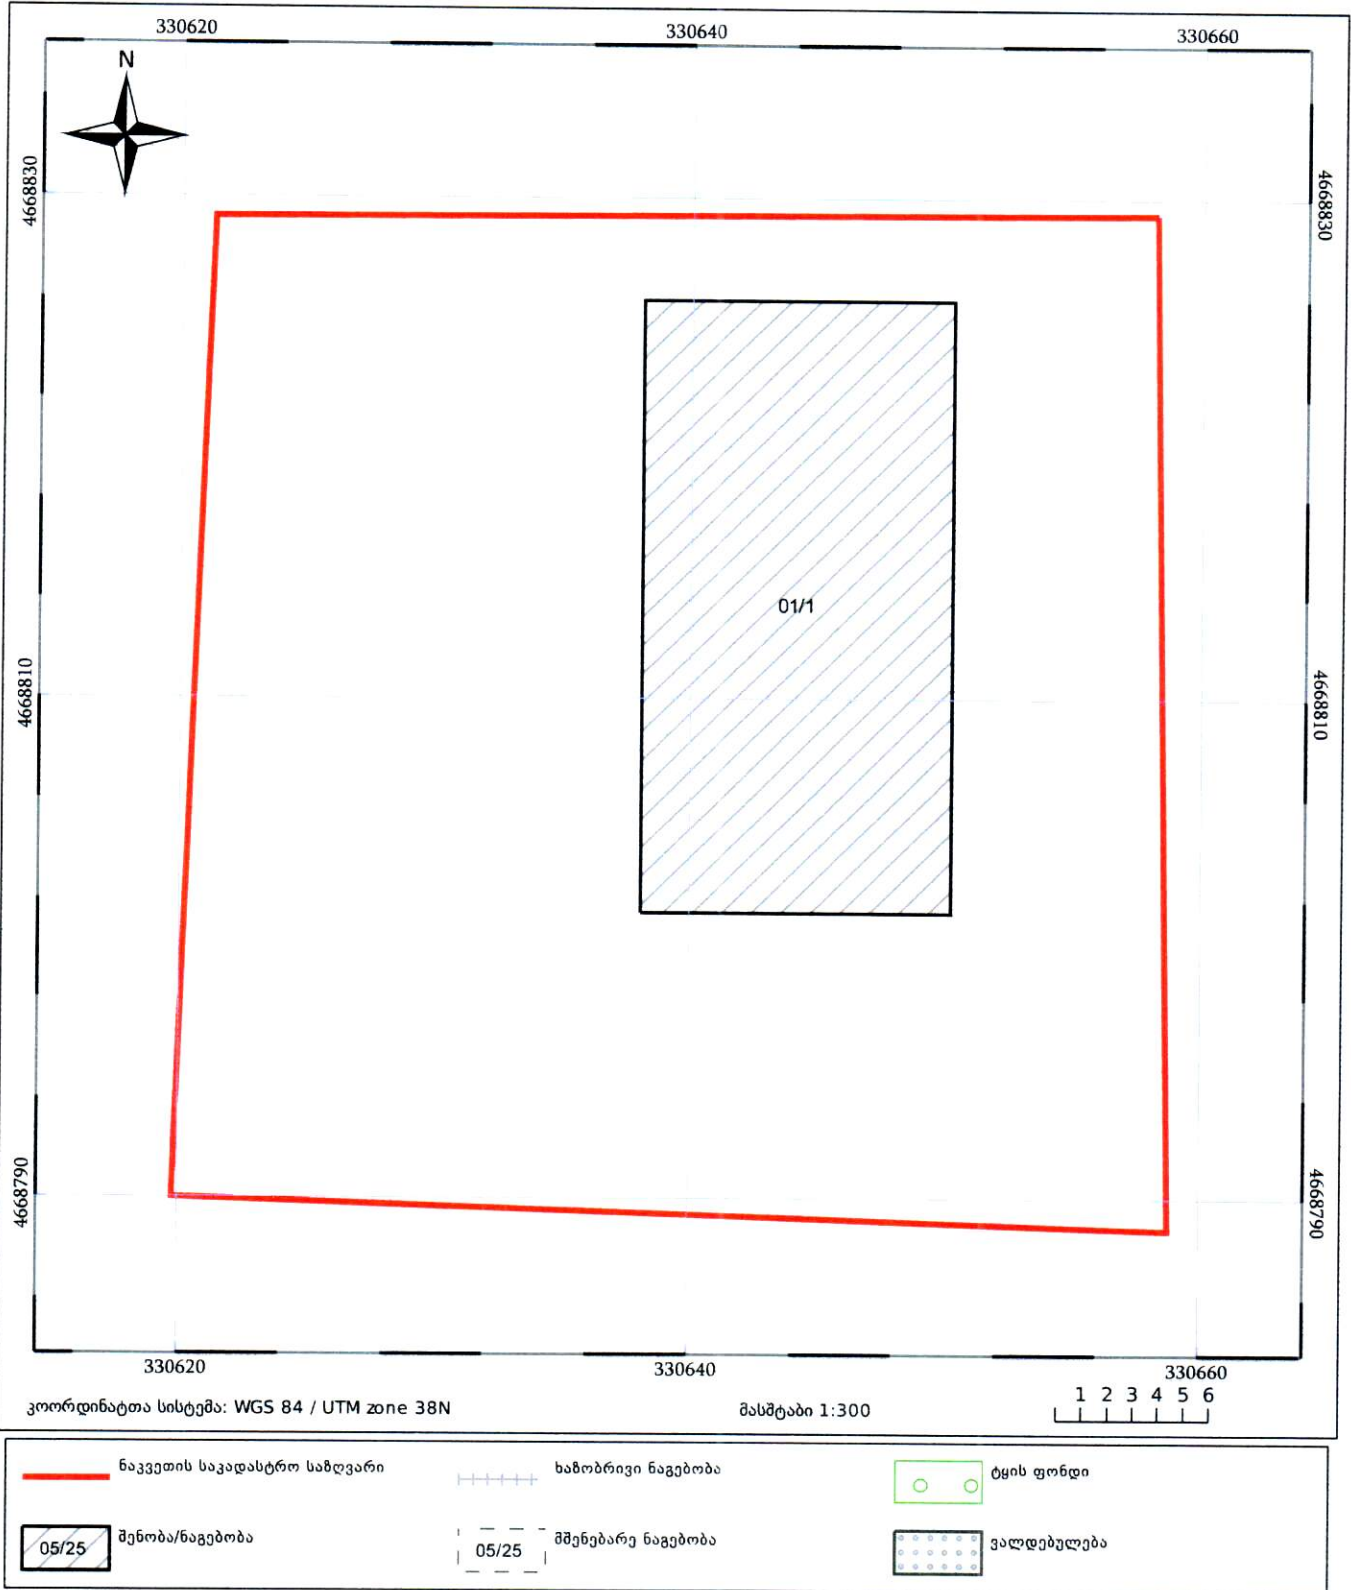 330620 330640 330660
N
4668830 4668830
01/1
4668810 4668810
4668790 4668790
330620 330640 330660
კოორდინატთა სისტემა: WGS 84 / UTM zone 38N
მასშტაბი 1:300
1 2 3 4 5 6
ნაკვეთის საკადასტრო საზღვარი
ხაზობრივი ნაგებობა
ტყის ფონდი
05/25 შენობა/ნაგებობა
05/25 მშენებარე ნაგებობა
ვალდებულება